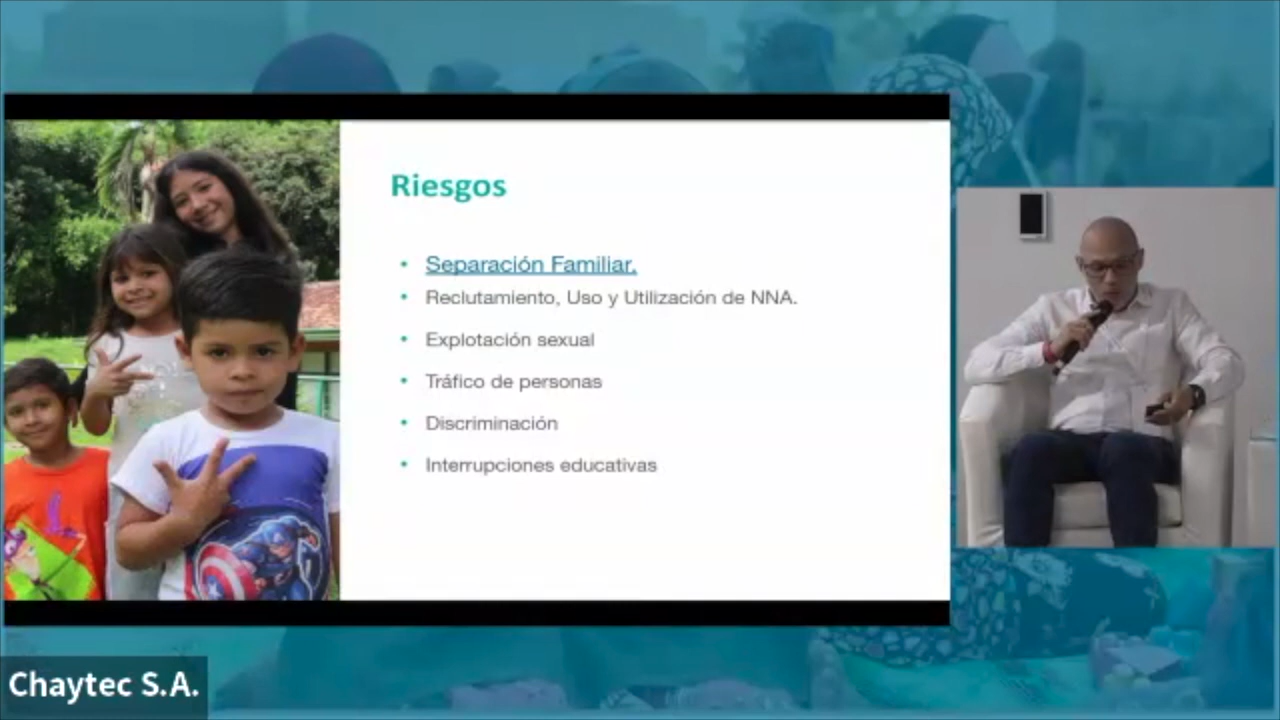 Riesgos
• Separación Familiar.
• Reclutamiento, Uso y Utilización de NNA.
• Explotación sexual
• Tráfico de personas
• Discriminación
• Interrupciones educativas
Chaytec S.A.